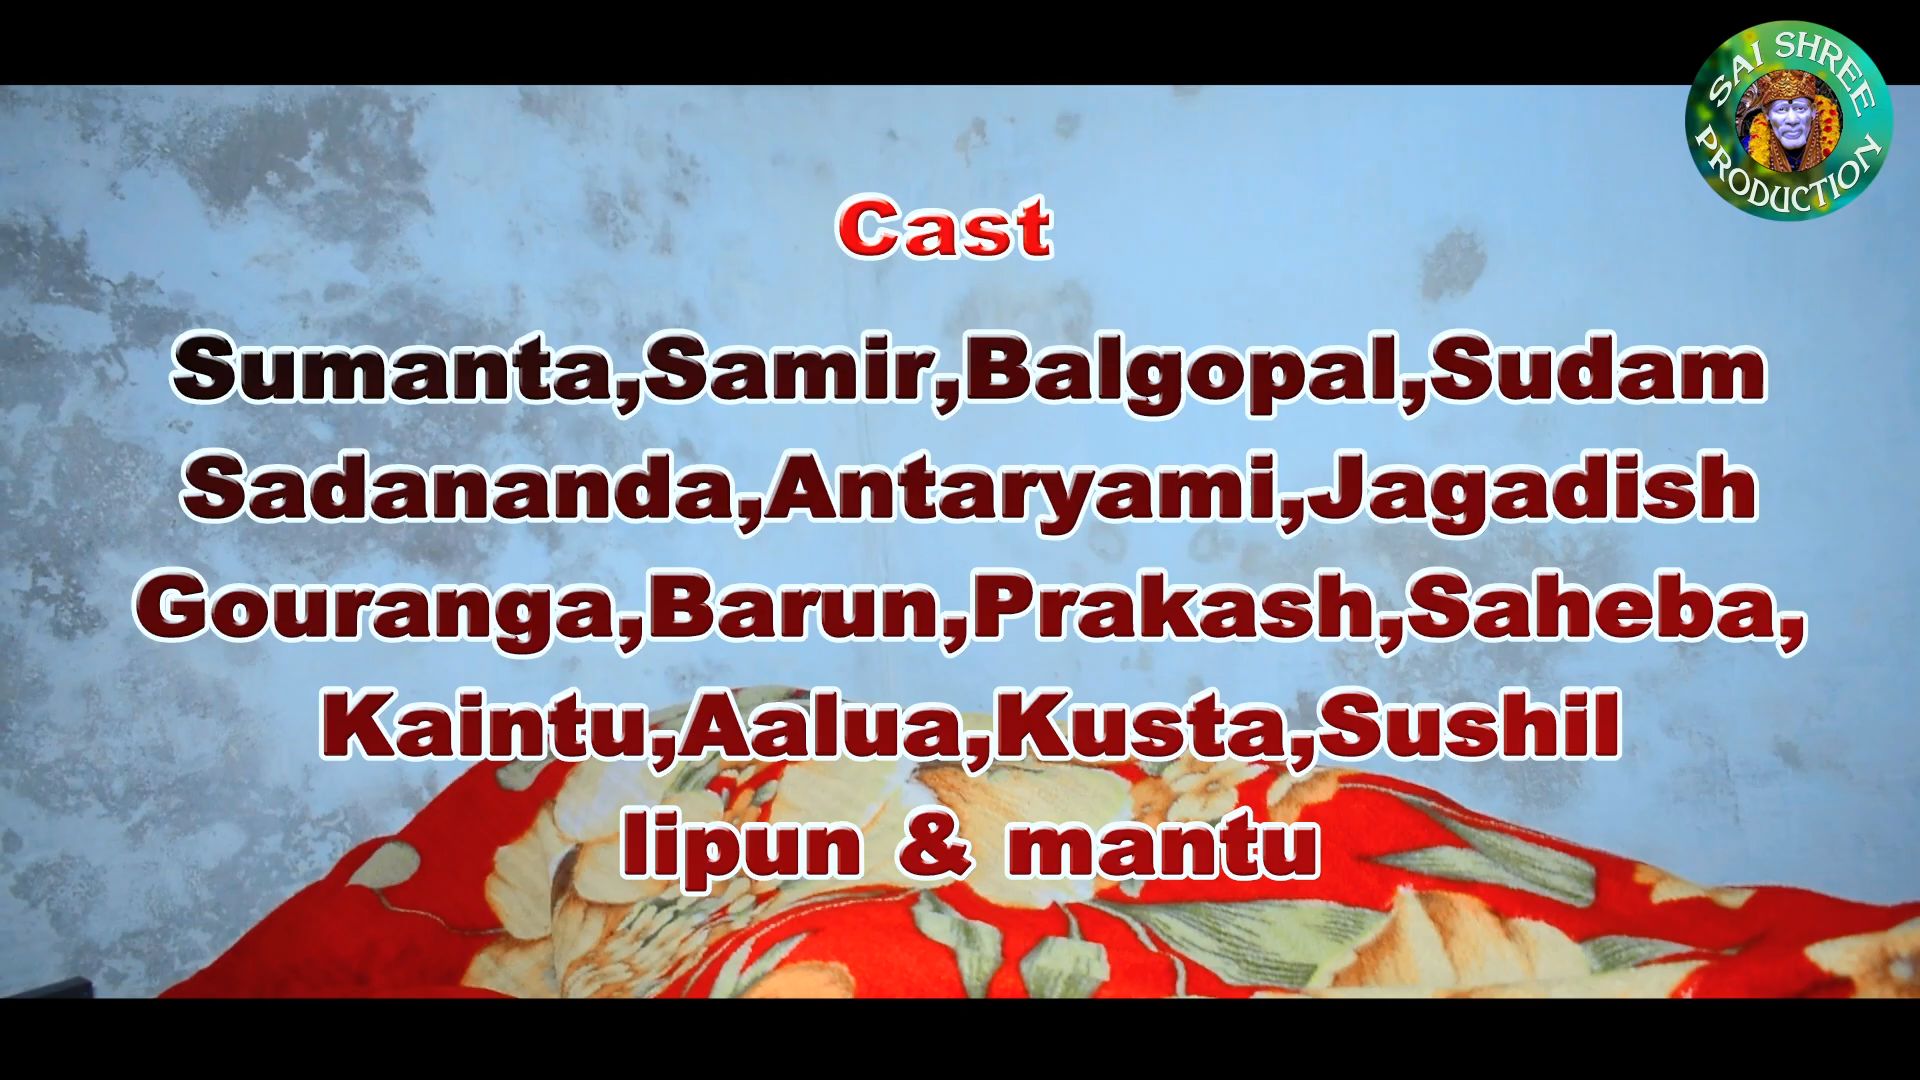 SAI SHREE
PRODUCTION
Cast
Sumanta,Samir,Balgopal,Sudam
Sadananda,Antaryami,Jagadish
Gouranga,Barun,Prakash,Saheba,
Kaintu,Aalua,Kusta,Sushil
lipun & mantu